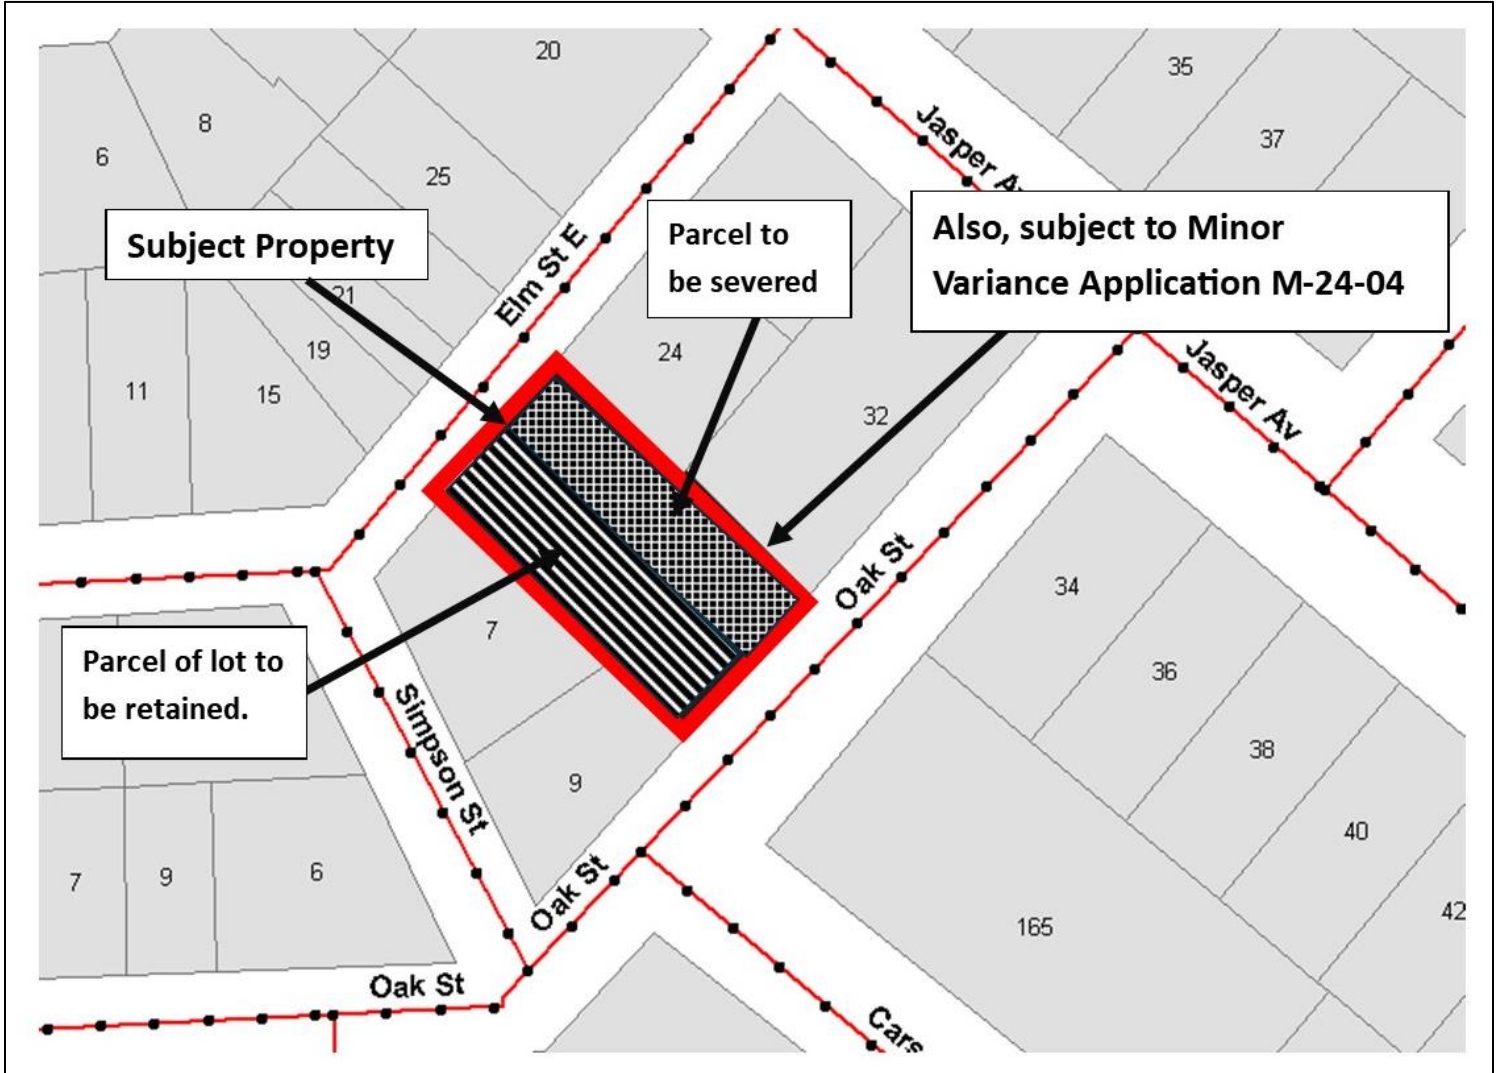 20
35
8
Jasper A
37
6
25
Subject Property
Elm St E
Parcel to
be severed
Also, subject to Minor
Variance Application M-24-04
21
19
24
Jasper Av
11
15
32
Oak St
34
7
Parcel of lot to
be retained.
36
Simpson St
38
9
40
7
9
6
Oak St
42
165
Oak St
Cars